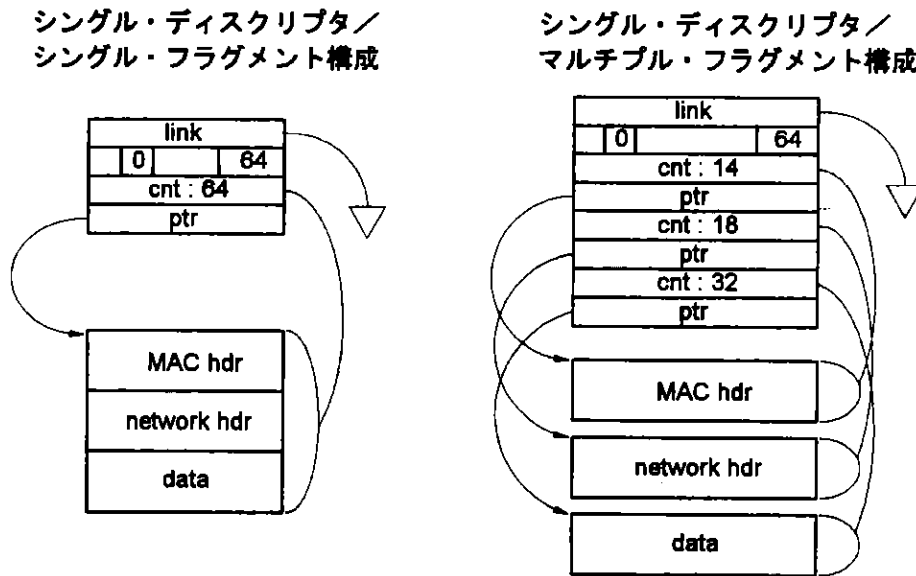 シングル・ディスクリプタ／
シングル・フラグメント構成
link
0 64
cnt : 64
ptr
MAC hdr
network hdr
data
シングル・ディスクリプタ／
マルチプル・フラグメント構成
link
0 64
cnt : 14
ptr
cnt : 18
ptr
cnt : 32
ptr
MAC hdr
network hdr
data